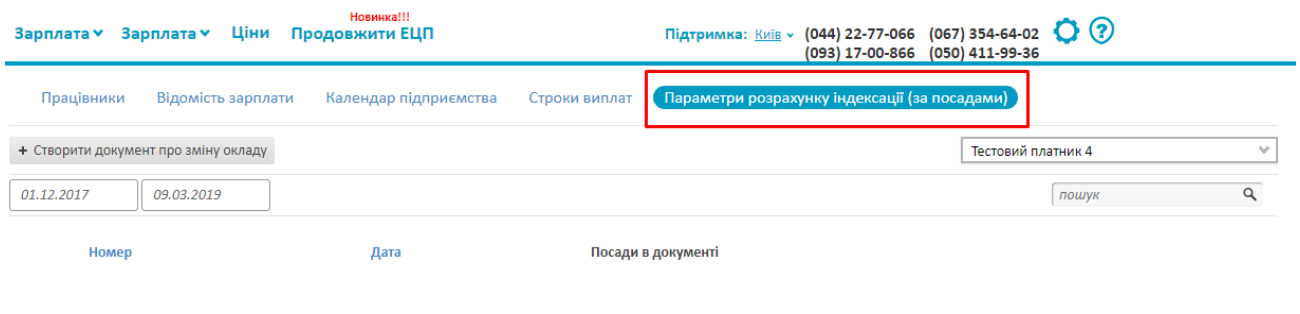 Новинка!!!
Зарплата Зарплата Ціни Продовжити ЕЦП Підтримка: Київ (044) 22-77-066 (067) 354-64-02
(093) 17-00-866 (050) 411-99-36
Працівники Відомість зарплати Календар підприємства Строки виплат Параметри розрахунку індексації (за посадами)
+ Створити документ про зміну окладу Тестовий платник 4
01.12.2017 09.03.2019 пошук
Номер Дата Посади в документі